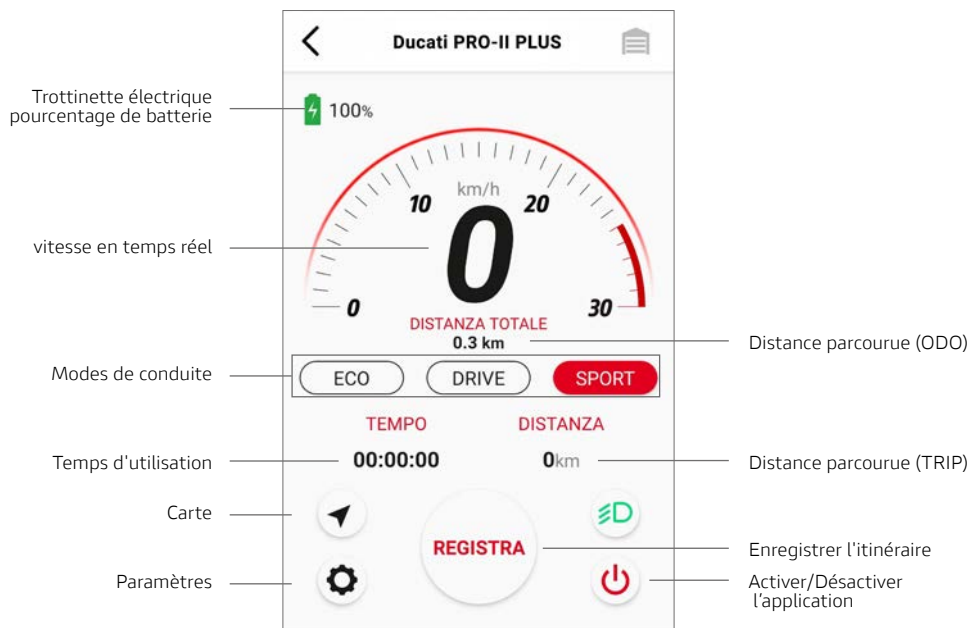 Ducati PRO-II PLUS
Trottinette électrique
pourcentage de batterie
100%
km/h
10
20
vitesse en temps réel
0
0
30
DISTANZA TOTALE
0.3 km
Distance parcourue (ODO)
Modes de conduite
ECO
DRIVE
SPORT
TEMPO
DISTANZA
Temps d'utilisation
00:00:00
0km
Distance parcourue (TRIP)
Carte
REGISTRA
Enregistrer l'itinéraire
Paramètres
Activer/Désactiver
l’application